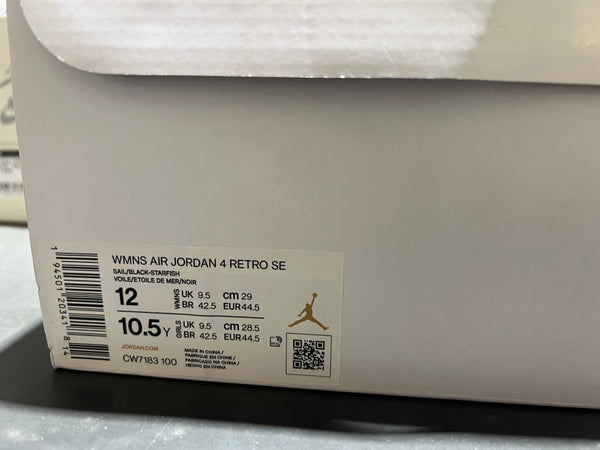 WMNS AIR JORDAN 4 RETRO SE
SAIL/BLACK-STARFISH
VOILE/ETOILE DE MER/NOIR
12 WMNS UK 9.5 cm 29
BR 42.5 EUR 44.5
10.5Y GIRLS UK 9.5 cm 28.5
BR 42.5 EUR 44.5
JORDAN.COM
CW7183 100
MADE IN CHINA/
FABRIQUE EN CHINE/
FABRICADO NA CHINA/
HECHO EN CHINA
1 94501 20341 8 14